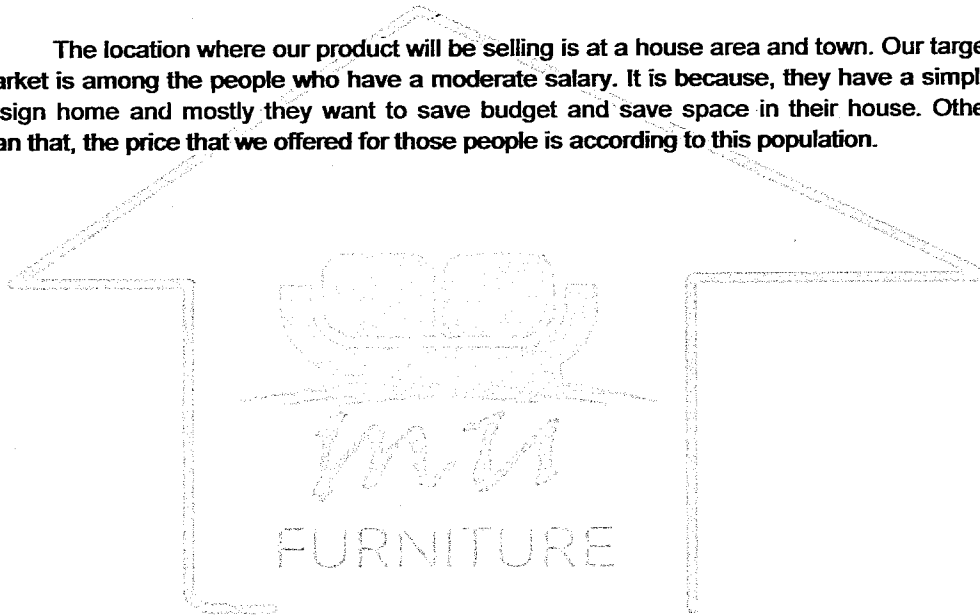 The location where our product will be selling is at a house area and town. Our targe
arket is among the people who have a moderate salary. It is because, they have a simpl
sign home and mostly they want to save budget and save space in their house. Othe
an that, the price that we offered for those people is according to this population.
FURNITURE